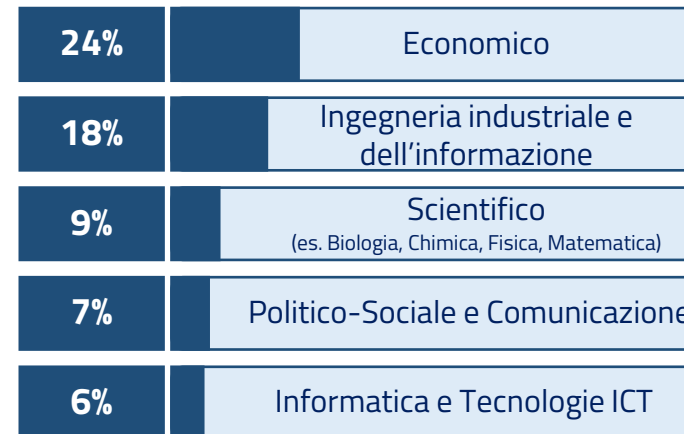 24%
Economico
18%
Ingegneria industriale e
dell’informazione
9%
Scientifico
(es. Biologia, Chimica, Fisica, Matematica)
7%
Politico-Sociale e Comunicazione
6%
Informatica e Tecnologie ICT